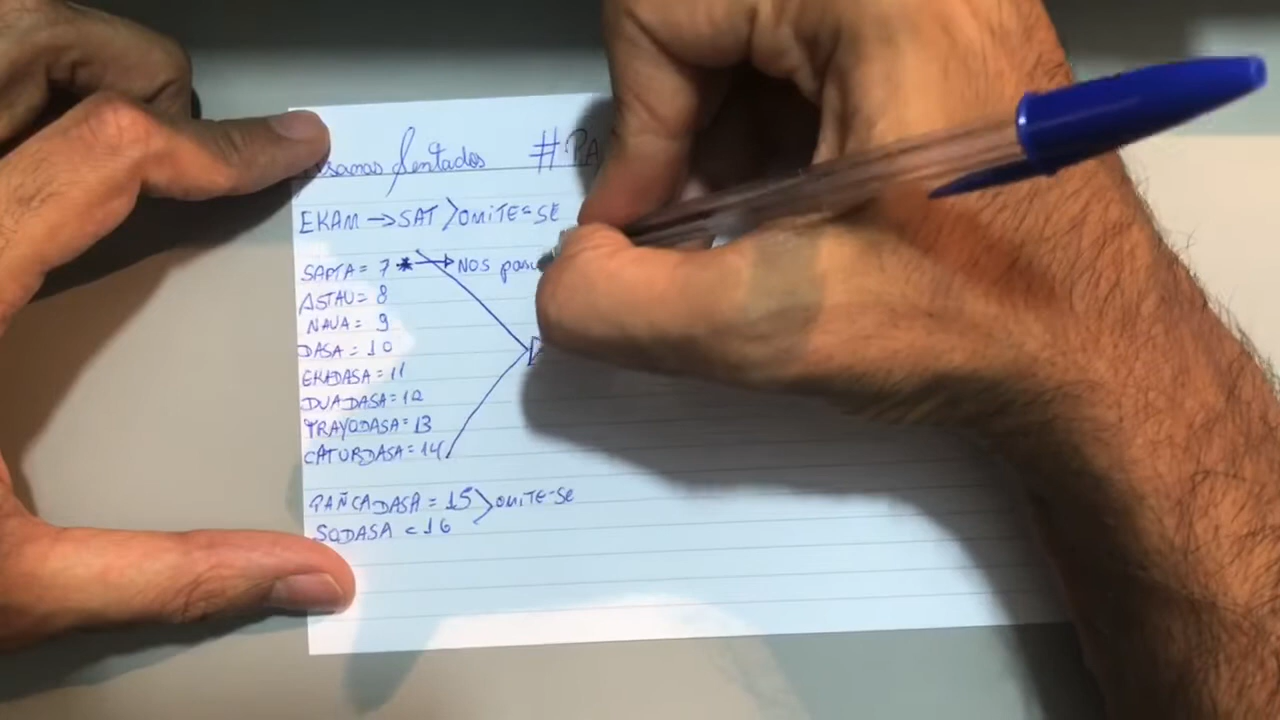 Asanas Sentados #PA
EKAM → SAT > OMITE-SE
SAPTA = 7 * → NOS
ASTAU = 8
NAVA = 9
DASA = 10
EKADASA = 11
DVADASA = 12
TRAYODASA = 13
CATURDASA = 14
PAÑCADASA = 15 > OMITE-SE
SODASA = 16